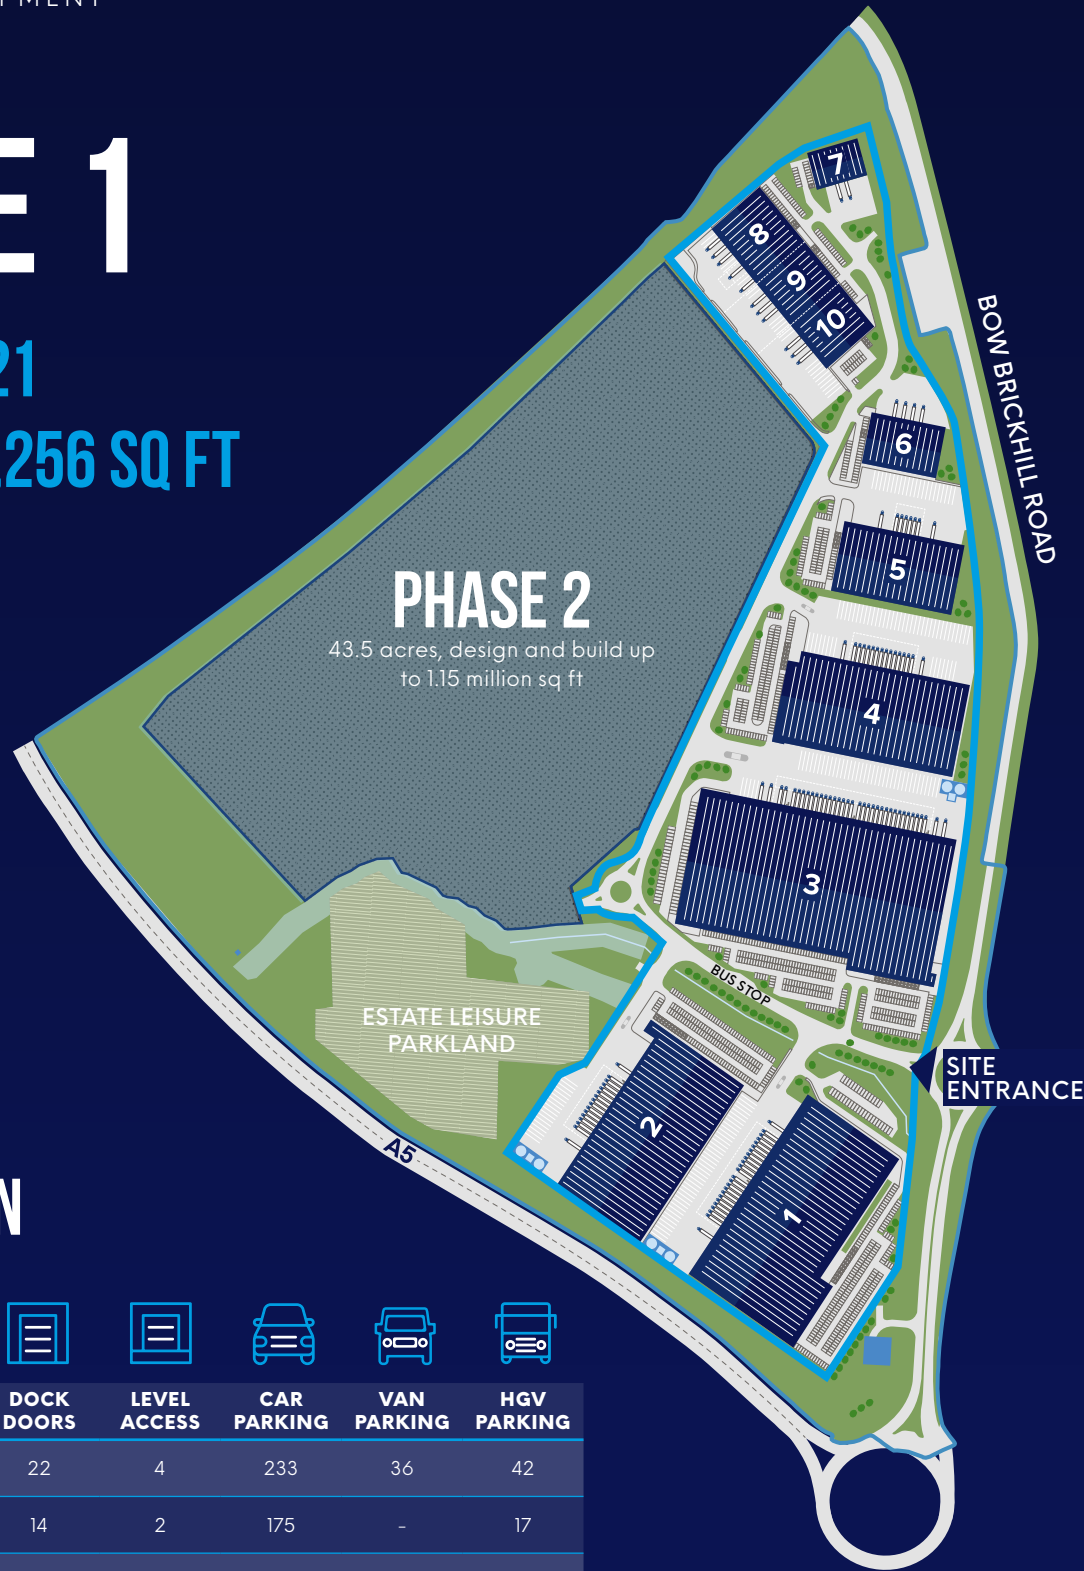 PMENT
E 1
21
,256 SQ FT
7
8
9
10
BOW BRICKHILL ROAD
6
5
PHASE 2
43.5 acres, design and build up
to 1.15 million sq ft
4
3
BUS STOP
ESTATE LEISURE
PARKLAND
SITE
ENTRANCE
2
A5
1
N
DOCK DOORS LEVEL ACCESS CAR PARKING VAN PARKING HGV PARKING
22 4 233 36 42
14 2 175 - 17